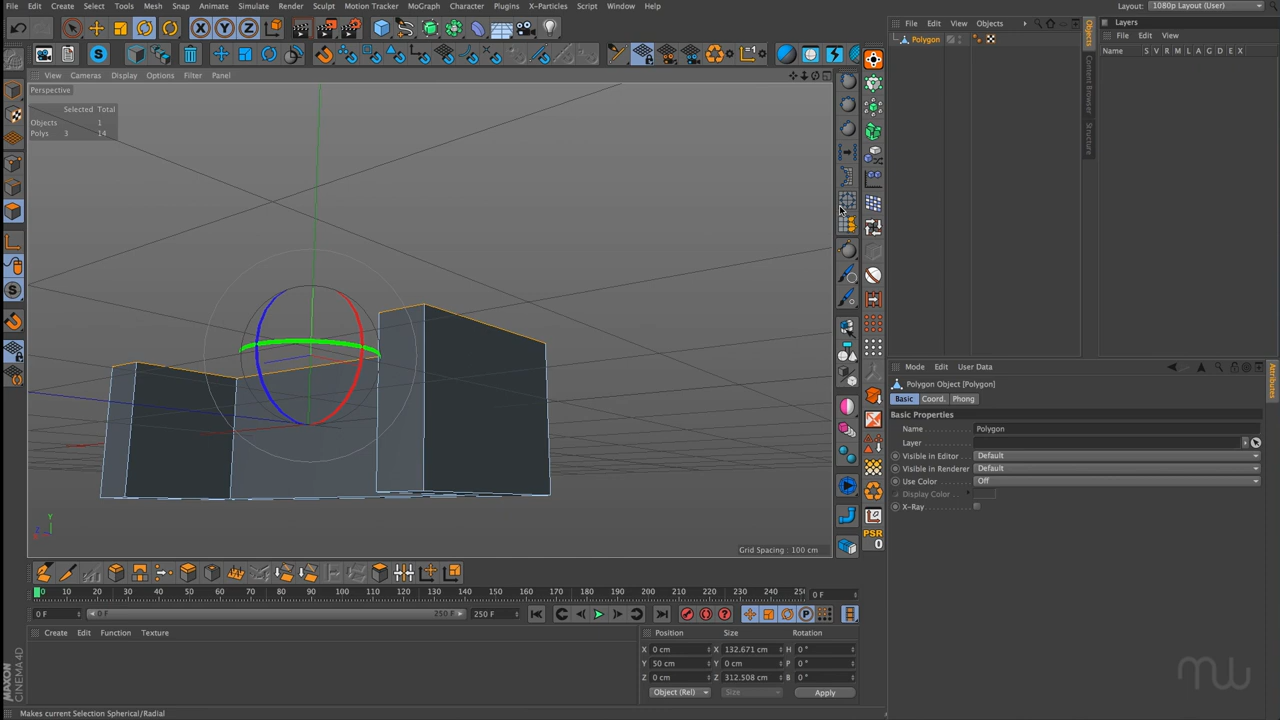 Create Tools Mesh Snap Animate Simulate Render Sculpt Motion Tracker MoGraph Character Plugins X-Particles Script Window Help
File
Edit
Select
Layout: 1080p Layout (User)
File Edit View Objects
Layers
File Edit View
Name S V R M L A G D E X
Polygon
Objects
Content Browser
Structure
View Cameras Display Options Filter Panel
Perspective
Selected Total
Objects 1
Polys 3 14
X Y Z
Y
Z
Grid Spacing : 100 cm
PSR
0
Mode Edit User Data
Polygon Object [Polygon]
Basic Coord. Phong
Basic Properties
Name Polygon
Layer
Visible in Editor Default
Visible in Renderer Default
Use Color Off
Display Color
X-Ray
Attributes
0 10 20 30 40 50 60 70 80 90 100 110 120 130 140 150 160 170 180 190 200 210 220 230 240 0 F
0 F 0 F 250 F 250 F
Create Edit Function Texture
Position Size Rotation
X 0 cm X 132.671 cm H 0 °
Y 50 cm Y 0 cm P 0 °
Z 0 cm Z 312.508 cm B 0 °
Object (Rel) Size Apply
MAXON
CINEMA 4D
Makes current Selection Spherical/Radial